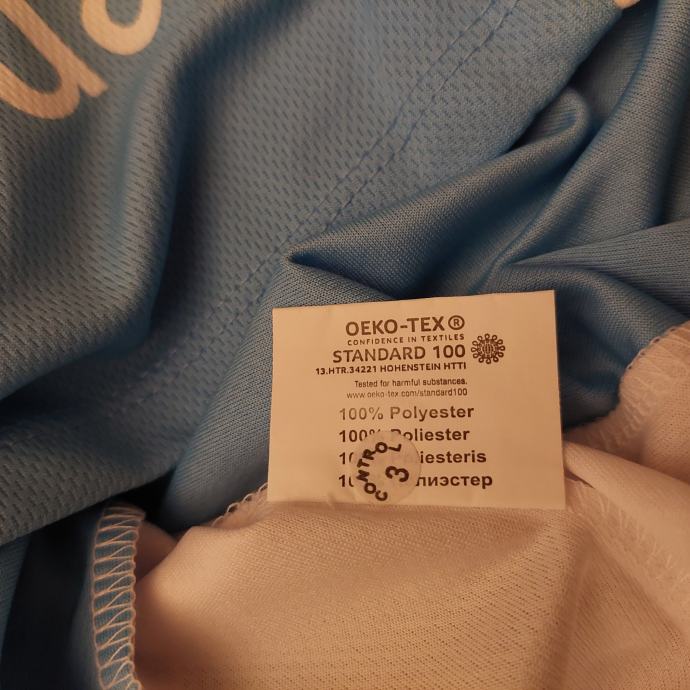 OEKO-TEX®
CONFIDENCE IN TEXTILES
STANDARD 100
13.HTR.34221 HOHENSTEIN HTTI
Tested for harmful substances.
www.oeko-tex.com/standard100
100% Polyester
100% Poliester
Poliesteris
CONTROL
3